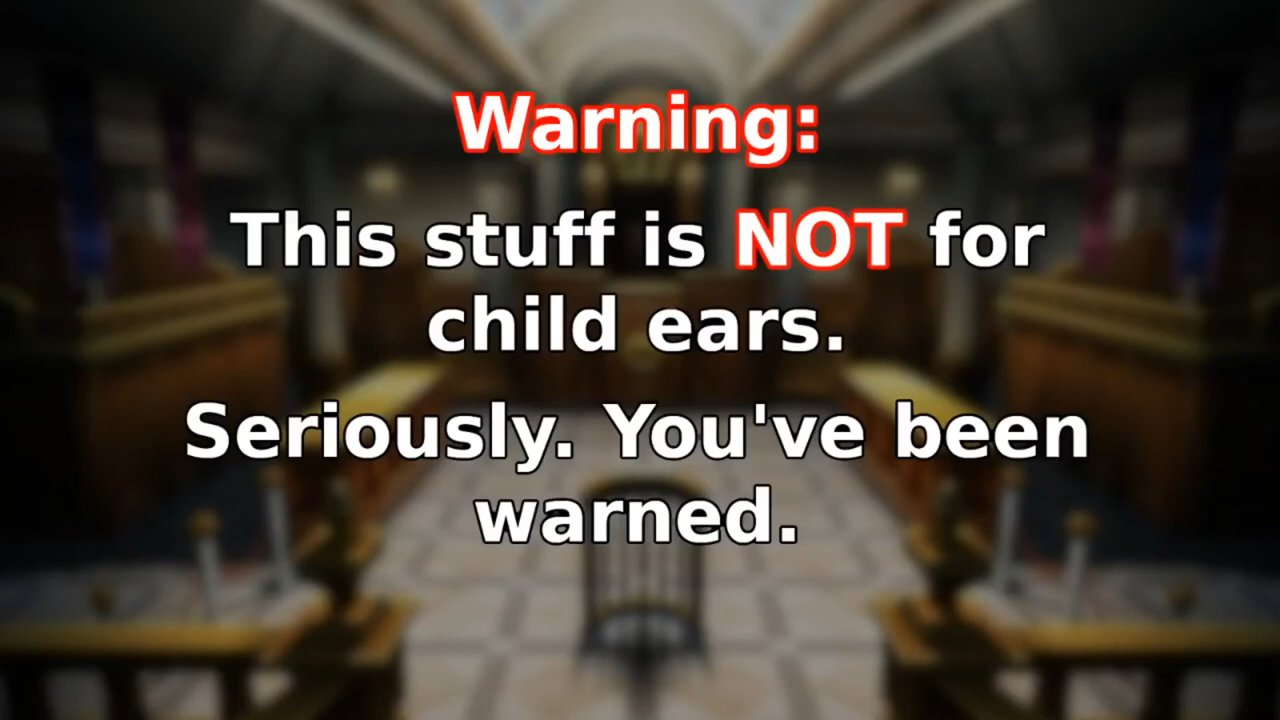 Warning:
This stuff is NOT for
child ears.
Seriously. You've been
warned.